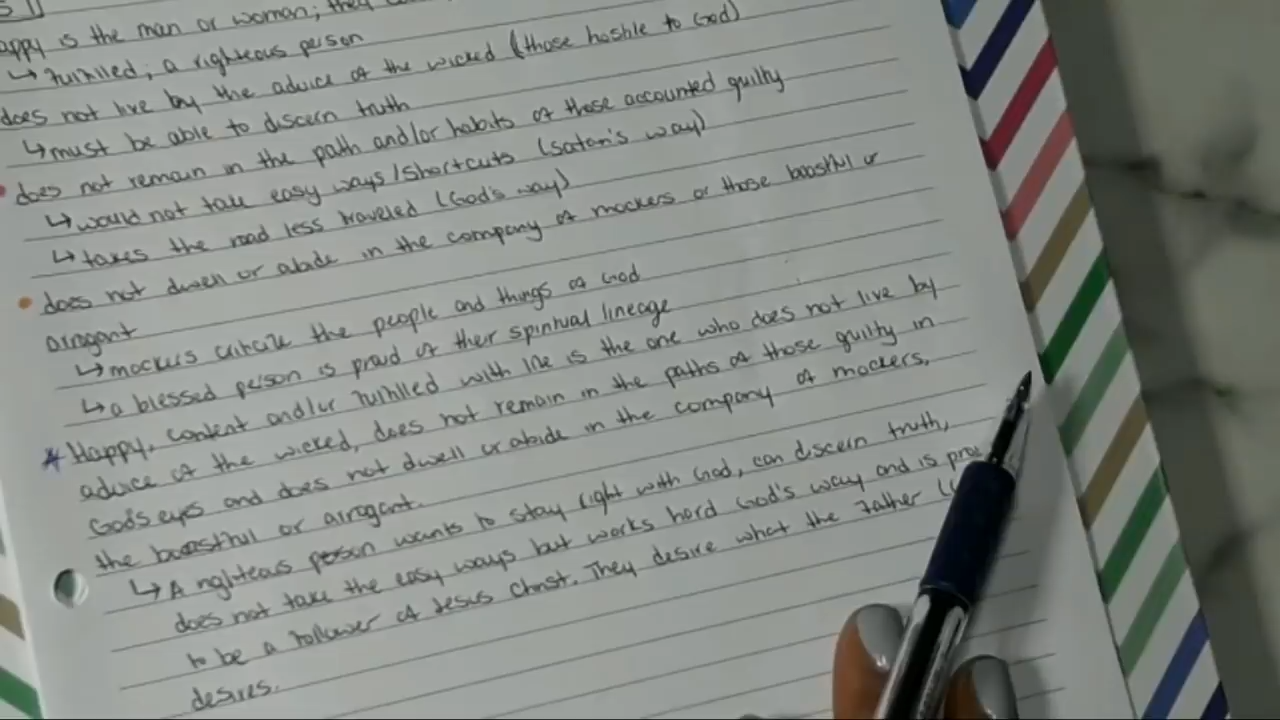 appy is the man or woman; they
↳ fulfilled; a righteous person
does not live by the advice of the wicked (those hostile to God)
↳ must be able to discern truth
• does not remain in the path and/or habits of those accounted guilty
↳ would not take easy ways/shortcuts (satan's way)
↳ takes the road less traveled (God's way)
• does not dwell or abide in the company of mockers or those boastful or
arrogant
↳ mockers criticize the people and things of God
↳ a blessed person is proud of their spiritual lineage
* Happy, content and/or fulfilled with life is the one who does not live by
advice of the wicked, does not remain in the paths of those guilty in
God's eyes and does not dwell or abide in the company of mockers,
the boastful or arrogant.
↳ A righteous person wants to stay right with God, can discern truth,
does not take the easy ways but works hard God's way and is
to be a follower of Jesus Christ. They desire what the Father
desires.